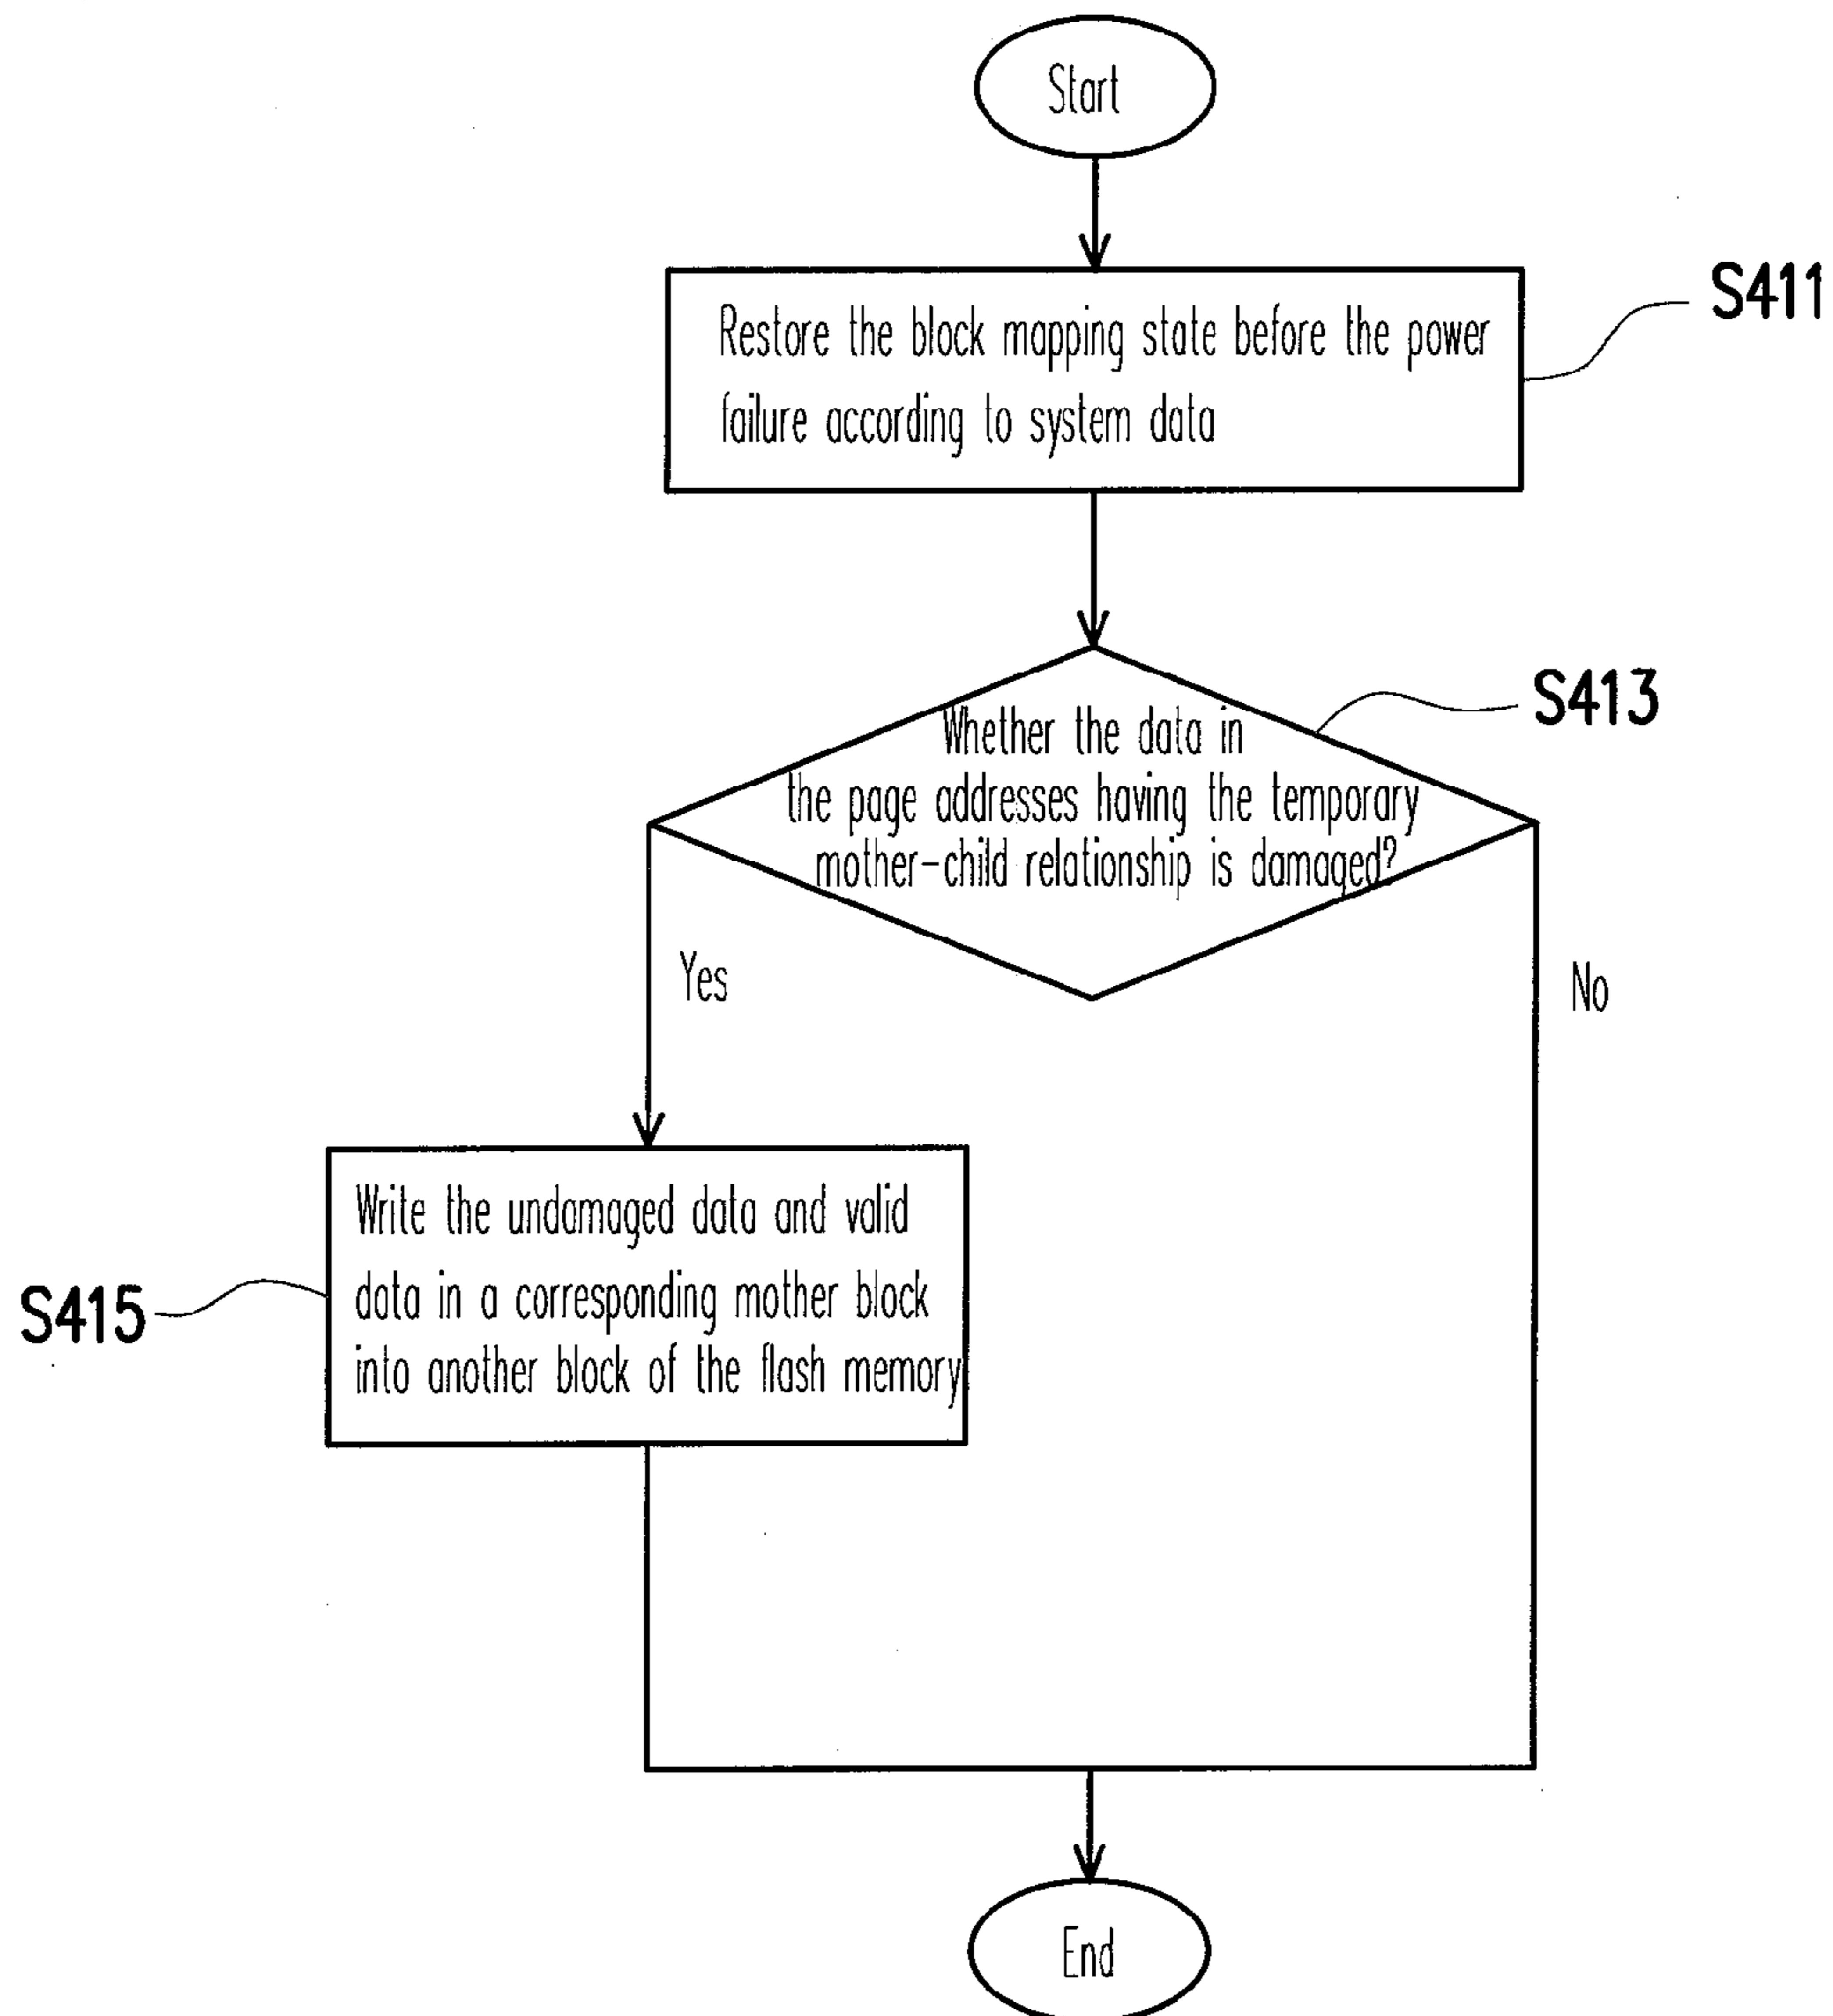 Start
Restore the block mapping state before the power
failure according to system data
S411
Whether the data in
the page addresses having the temporary
mother-child relationship is damaged?
S413
Yes
No
Write the undamaged data and valid
data in a corresponding mother block
into another block of the flash memory
S415
End